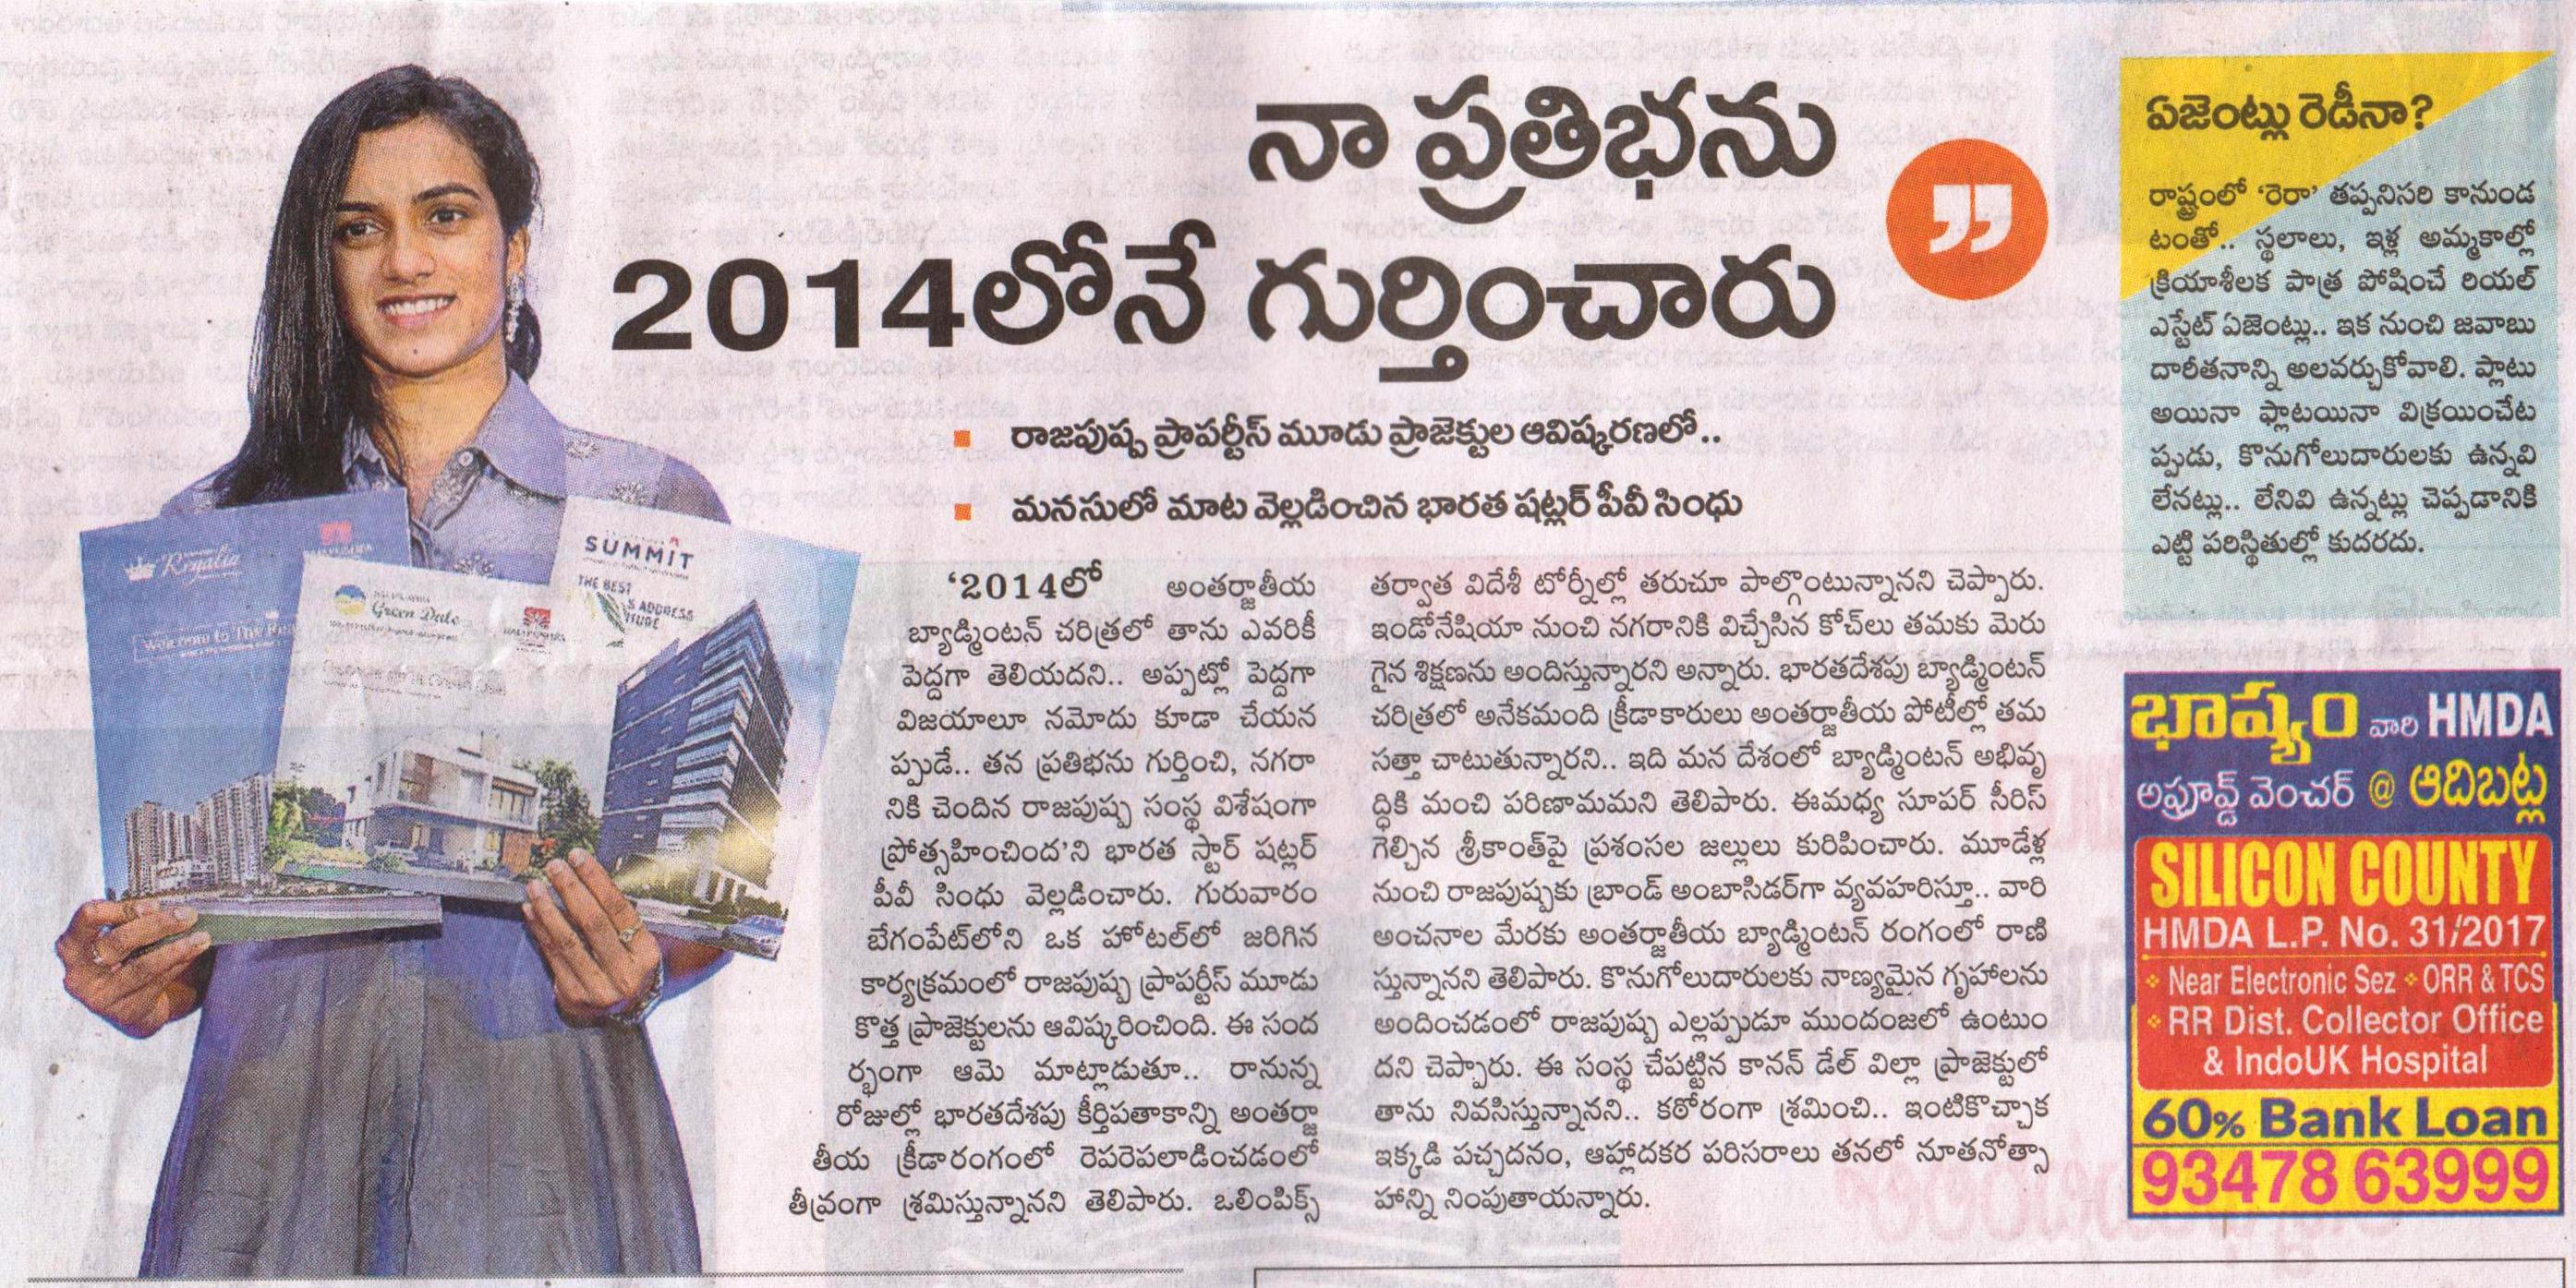 నా ప్రతిభను
2014లోనే గుర్తించారు
రాజపుష్ప ప్రాపర్టీస్ మూడు ప్రాజెక్టుల ఆవిష్కరణలో..
మనసులో మాట వెల్లడించిన భారత షట్లర్ పీవీ సింధు
‘2014లో అంతర్జాతీయ
బ్యాడ్మింటన్ చరిత్రలో తాను ఎవరికీ
పెద్దగా తెలియదని.. అప్పట్లో పెద్దగా
విజయాలూ నమోదు కూడా చేయన
ప్పుడే.. తన ప్రతిభను గుర్తించి, నగరా
నికి చెందిన రాజపుష్ప సంస్థ విశేషంగా
ప్రోత్సహించింద’ని భారత స్టార్ షట్లర్
పీవీ సింధు వెల్లడించారు. గురువారం
బేగంపేట్‌లోని ఒక హోటల్‌లో జరిగిన
కార్యక్రమంలో రాజపుష్ప ప్రాపర్టీస్ మూడు
కొత్త ప్రాజెక్టులను ఆవిష్కరించింది. ఈ సంద
ర్భంగా ఆమె మాట్లాడుతూ.. రానున్న
రోజుల్లో భారతదేశపు కీర్తిపతాకాన్ని అంతర్జా
తీయ క్రీడారంగంలో రెపరెపలాడించడంలో
తీవ్రంగా శ్రమిస్తున్నానని తెలిపారు. ఒలింపిక్స్
తర్వాత విదేశీ టోర్నీల్లో తరుచూ పాల్గొంటున్నానని చెప్పారు.
ఇండోనేషియా నుంచి నగరానికి విచ్చేసిన కోచ్‌లు తమకు మెరు
గైన శిక్షణను అందిస్తున్నారని అన్నారు. భారతదేశపు బ్యాడ్మింటన్
చరిత్రలో అనేకమంది క్రీడాకారులు అంతర్జాతీయ పోటీల్లో తమ
సత్తా చాటుతున్నారని.. ఇది మన దేశంలో బ్యాడ్మింటన్ అభివృ
ద్ధికి మంచి పరిణామమని తెలిపారు. ఈమధ్య సూపర్ సీరిస్
గెల్చిన శ్రీకాంత్‌పై ప్రశంసల జల్లులు కురిపించారు. మూడేళ్ల
నుంచి రాజపుష్పకు బ్రాండ్ అంబాసిడర్‌గా వ్యవహరిస్తూ.. వారి
అంచనాల మేరకు అంతర్జాతీయ బ్యాడ్మింటన్ రంగంలో రాణి
స్తున్నానని తెలిపారు. కొనుగోలుదారులకు నాణ్యమైన గృహాలను
అందించడంలో రాజపుష్ప ఎల్లప్పుడూ ముందంజలో ఉంటుం
దని చెప్పారు. ఈ సంస్థ చేపట్టిన కానన్ డేల్ విల్లా ప్రాజెక్టులో
తాను నివసిస్తున్నానని.. కఠోరంగా శ్రమించి.. ఇంటికొచ్చాక
ఇక్కడి పచ్చదనం, ఆహ్లాదకర పరిసరాలు తనలో నూతనోత్సా
హాన్ని నింపుతాయన్నారు.
ఏజెంట్లు రెడీనా?
రాష్ట్రంలో ‘రెరా’ తప్పనిసరి కానుండ
టంతో.. స్థలాలు, ఇళ్ల అమ్మకాల్లో
క్రియాశీలక పాత్ర పోషించే రియల్
ఎస్టేట్ ఏజెంట్లు.. ఇక నుంచి జవాబు
దారీతనాన్ని అలవర్చుకోవాలి. ప్లాటు
అయినా ఫ్లాటయినా విక్రయించేట
ప్పుడు, కొనుగోలుదారులకు ఉన్నవి
లేనట్లు.. లేనివి ఉన్నట్లు చెప్పడానికి
ఎట్టి పరిస్థితుల్లో కుదరదు.
భాష్యం వారి HMDA
అప్రూవ్డ్ వెంచర్ @ ఆదిబట్ల
SILICON COUNTY
HMDA L.P. No. 31/2017
Near Electronic Sez ORR & TCS
RR Dist. Collector Office
& IndoUK Hospital
60% Bank Loan
93478 63999
Regalia
Green Dale
SUMMIT
THE BEST
S ADDRESS